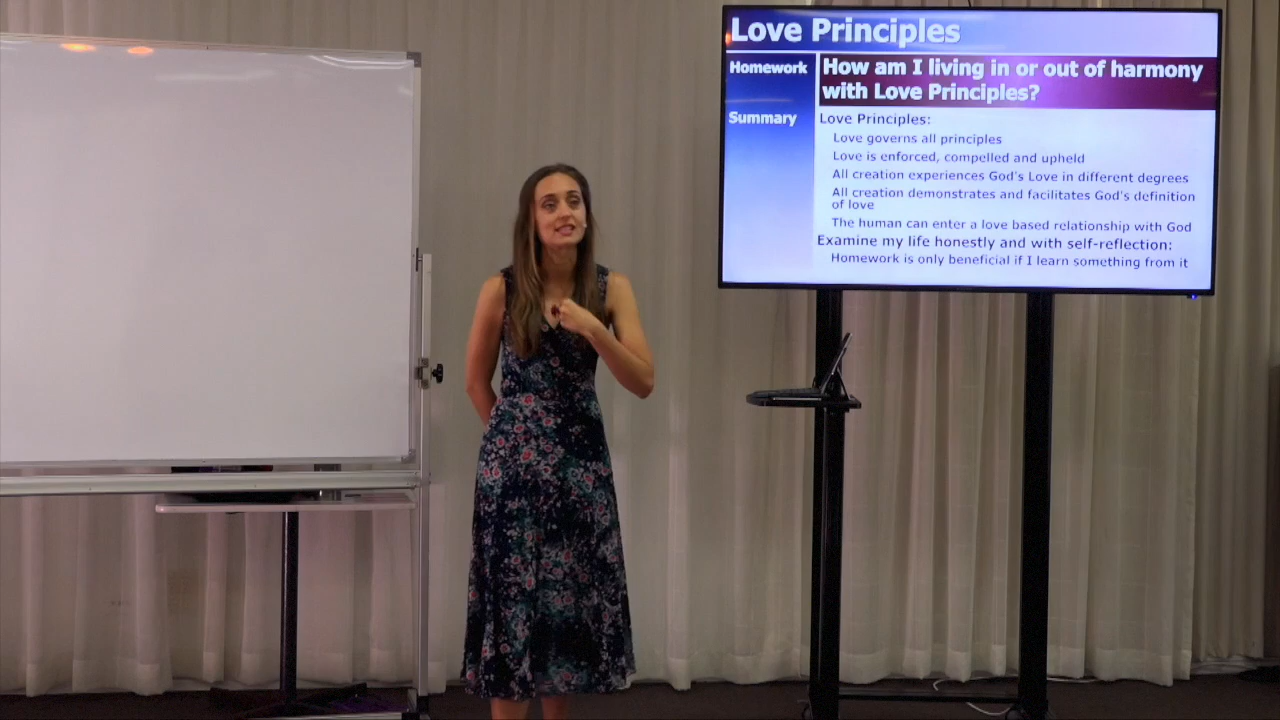 Love Principles
Homework
How am I living in or out of harmony
with Love Principles?
Summary
Love Principles:
Love governs all principles
Love is enforced, compelled and upheld
All creation experiences God's Love in different degrees
All creation demonstrates and facilitates God's definition
of love
The human can enter a love based relationship with God
Examine my life honestly and with self-reflection:
Homework is only beneficial if I learn something from it